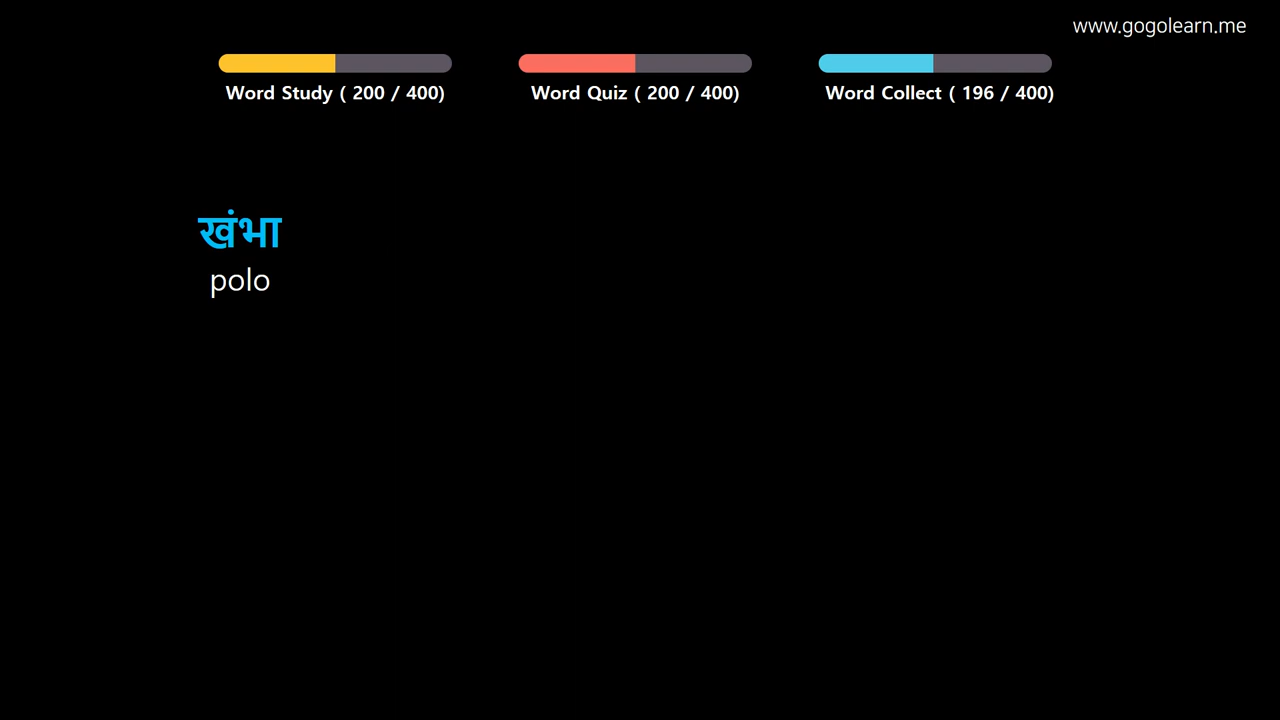 www.gogolearn.me
Word Study ( 200 / 400)
Word Quiz ( 200 / 400)
Word Collect ( 196 / 400)
खंभा
polo